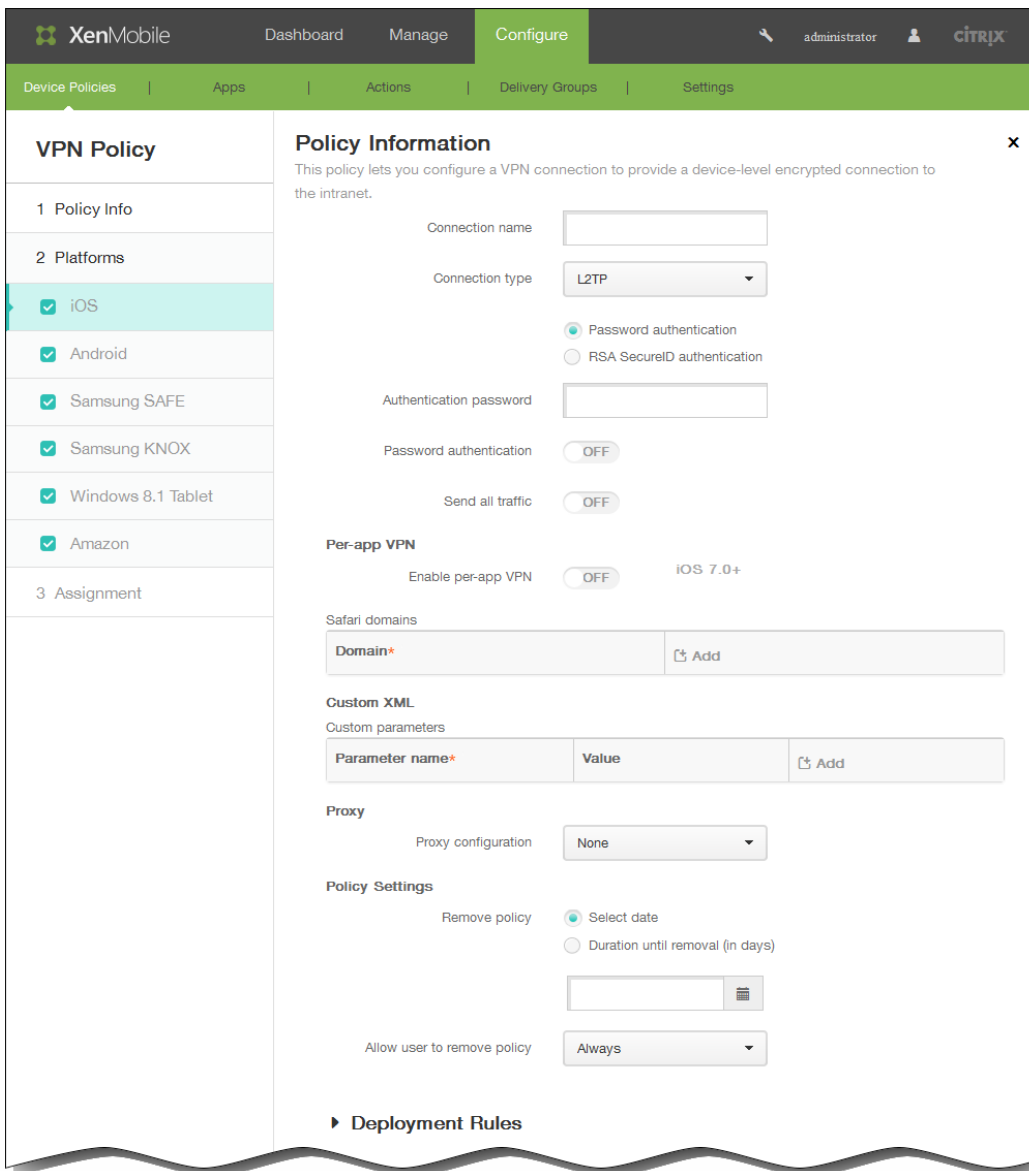 XenMobile Dashboard Manage Configure administrator CİTRIX
Device Policies | Apps | Actions | Delivery Groups | Settings
VPN Policy
1 Policy Info
2 Platforms
iOS
Android
Samsung SAFE
Samsung KNOX
Windows 8.1 Tablet
Amazon
3 Assignment
Policy Information x
This policy lets you configure a VPN connection to provide a device-level encrypted connection to
the intranet.
Connection name
Connection type L2TP
Password authentication
RSA SecureID authentication
Authentication password
Password authentication OFF
Send all traffic OFF
Per-app VPN
Enable per-app VPN OFF iOS 7.0+
Safari domains
Domain* Add
Custom XML
Custom parameters
Parameter name* Value Add
Proxy
Proxy configuration None
Policy Settings
Remove policy Select date
Duration until removal (in days)
Allow user to remove policy Always
Deployment Rules